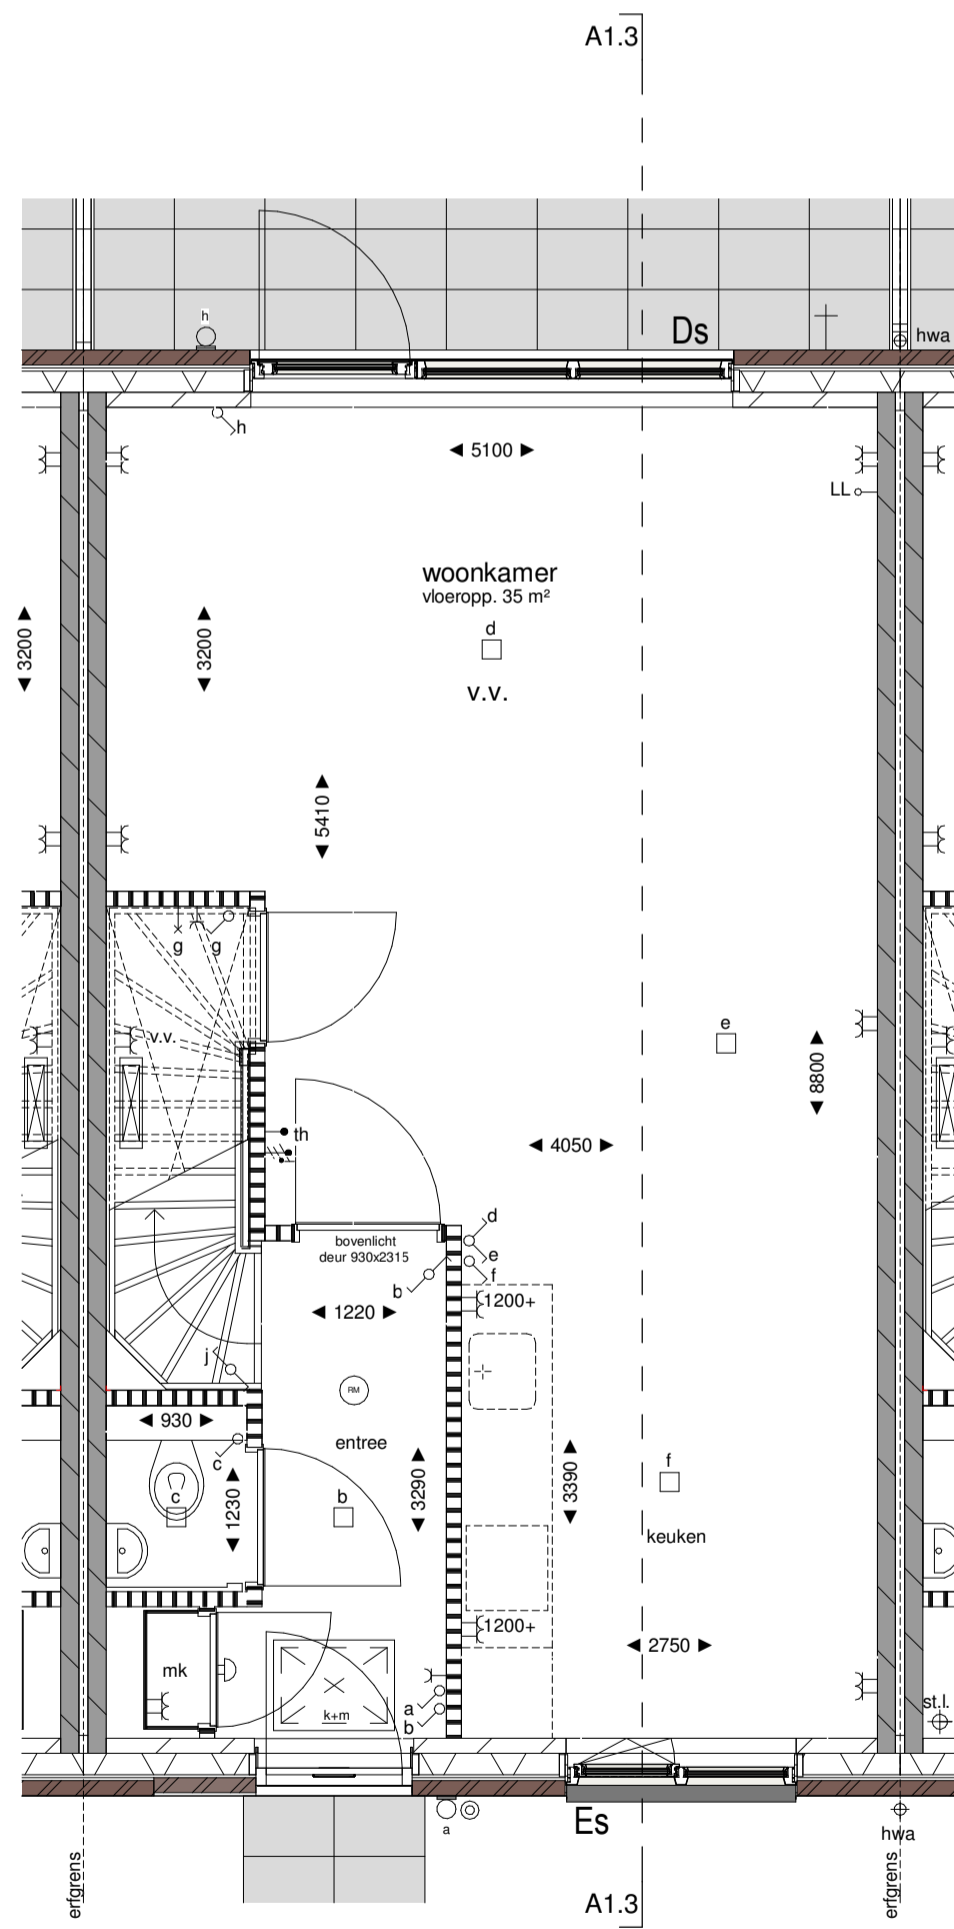 A1.3
h
Ds
hwa
h
5100
LL
woonkamer
vloeropp. 35 m²
d
v.v.
3200
3200
5410
g
g
v.v.
e
8800
th
4050
bovenlicht
deur 930x2315
d
e
f
b
1200+
1220
j
RM
930
entree
c
c
1230
b
3290
3390
f
keuken
1200+
2750
mk
k+m
a
b
st.l.
a
Es
hwa
erfgrens
erfgrens
A1.3